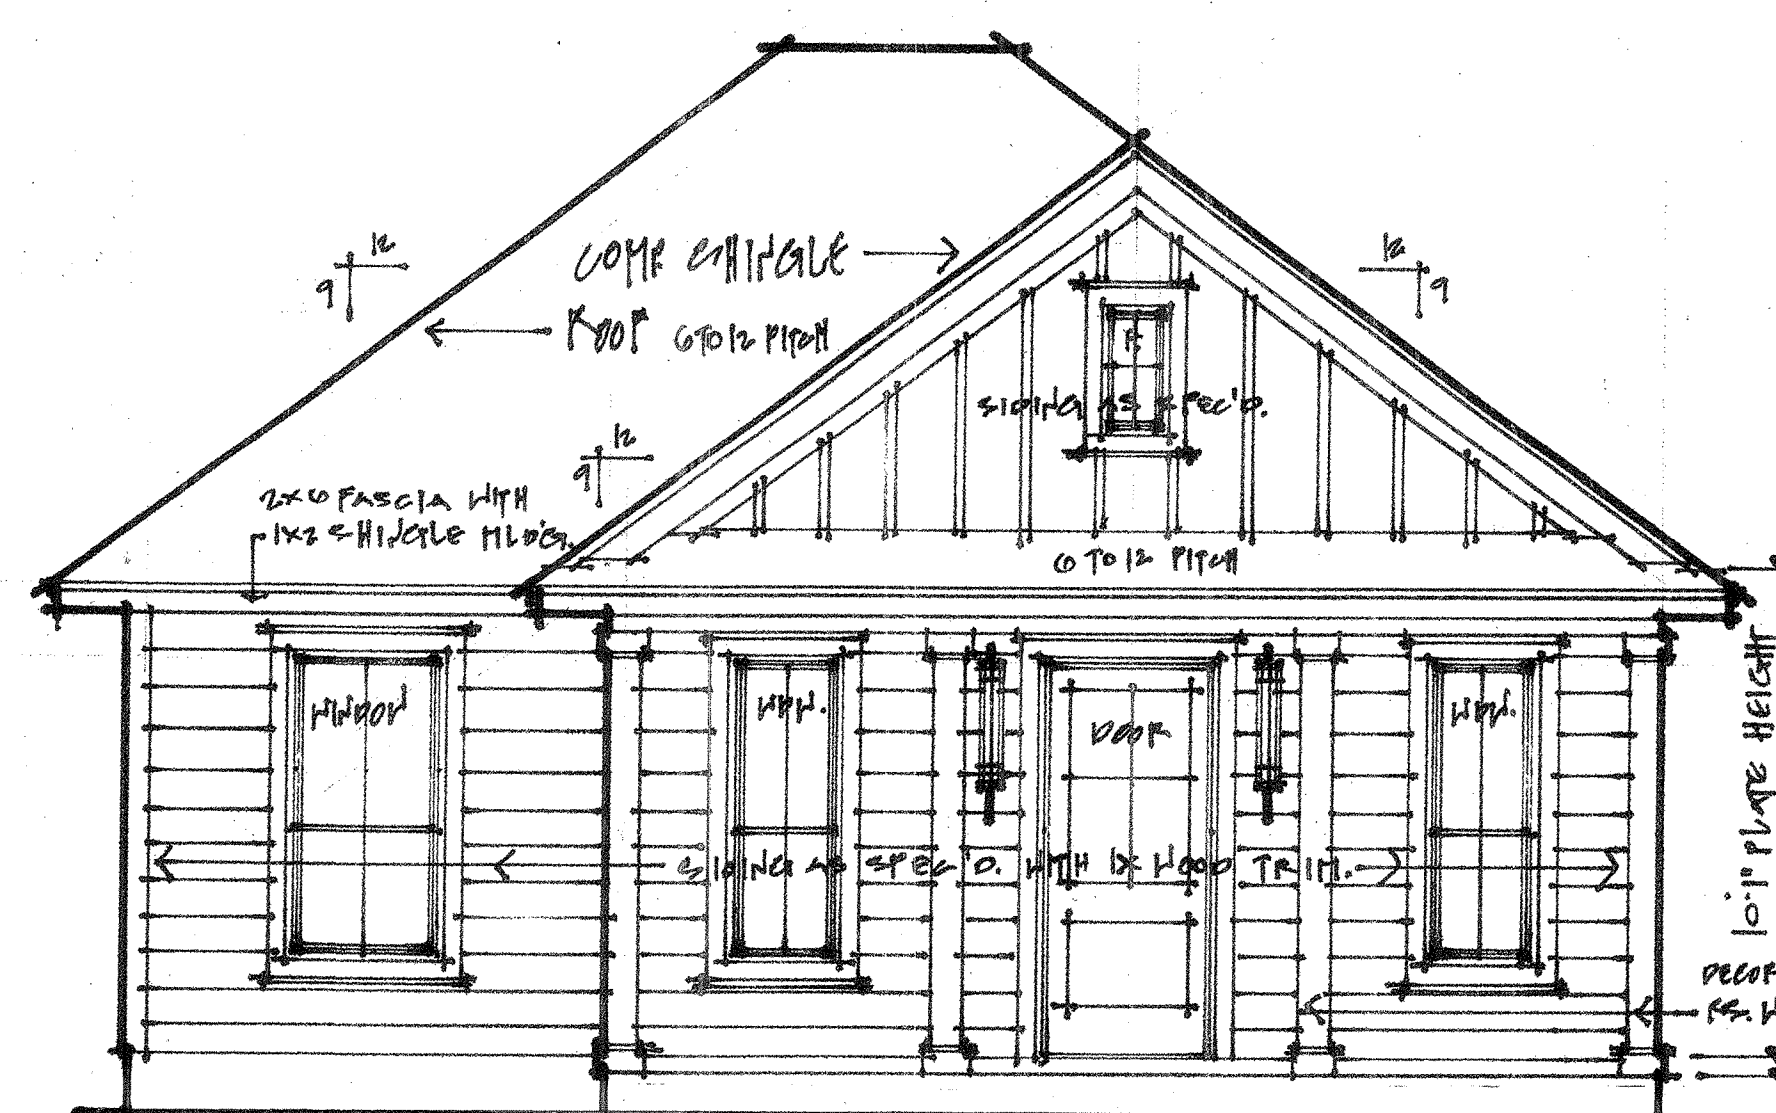 12
9
COMP SHINGLE
ROOF 6 TO 12 PITCH
12
9
F
SIDING AS SPEC'D.
12
9
2X6 FASCIA WITH
1X2 SHINGLE MLDG.
6 TO 12 PITCH
WINDOW
WDW.
DOOR
WDW.
SIDING AS SPEC'D. WITH 1X WOOD TRIM.
10'-1" PLATE HEIGHT
DECOR